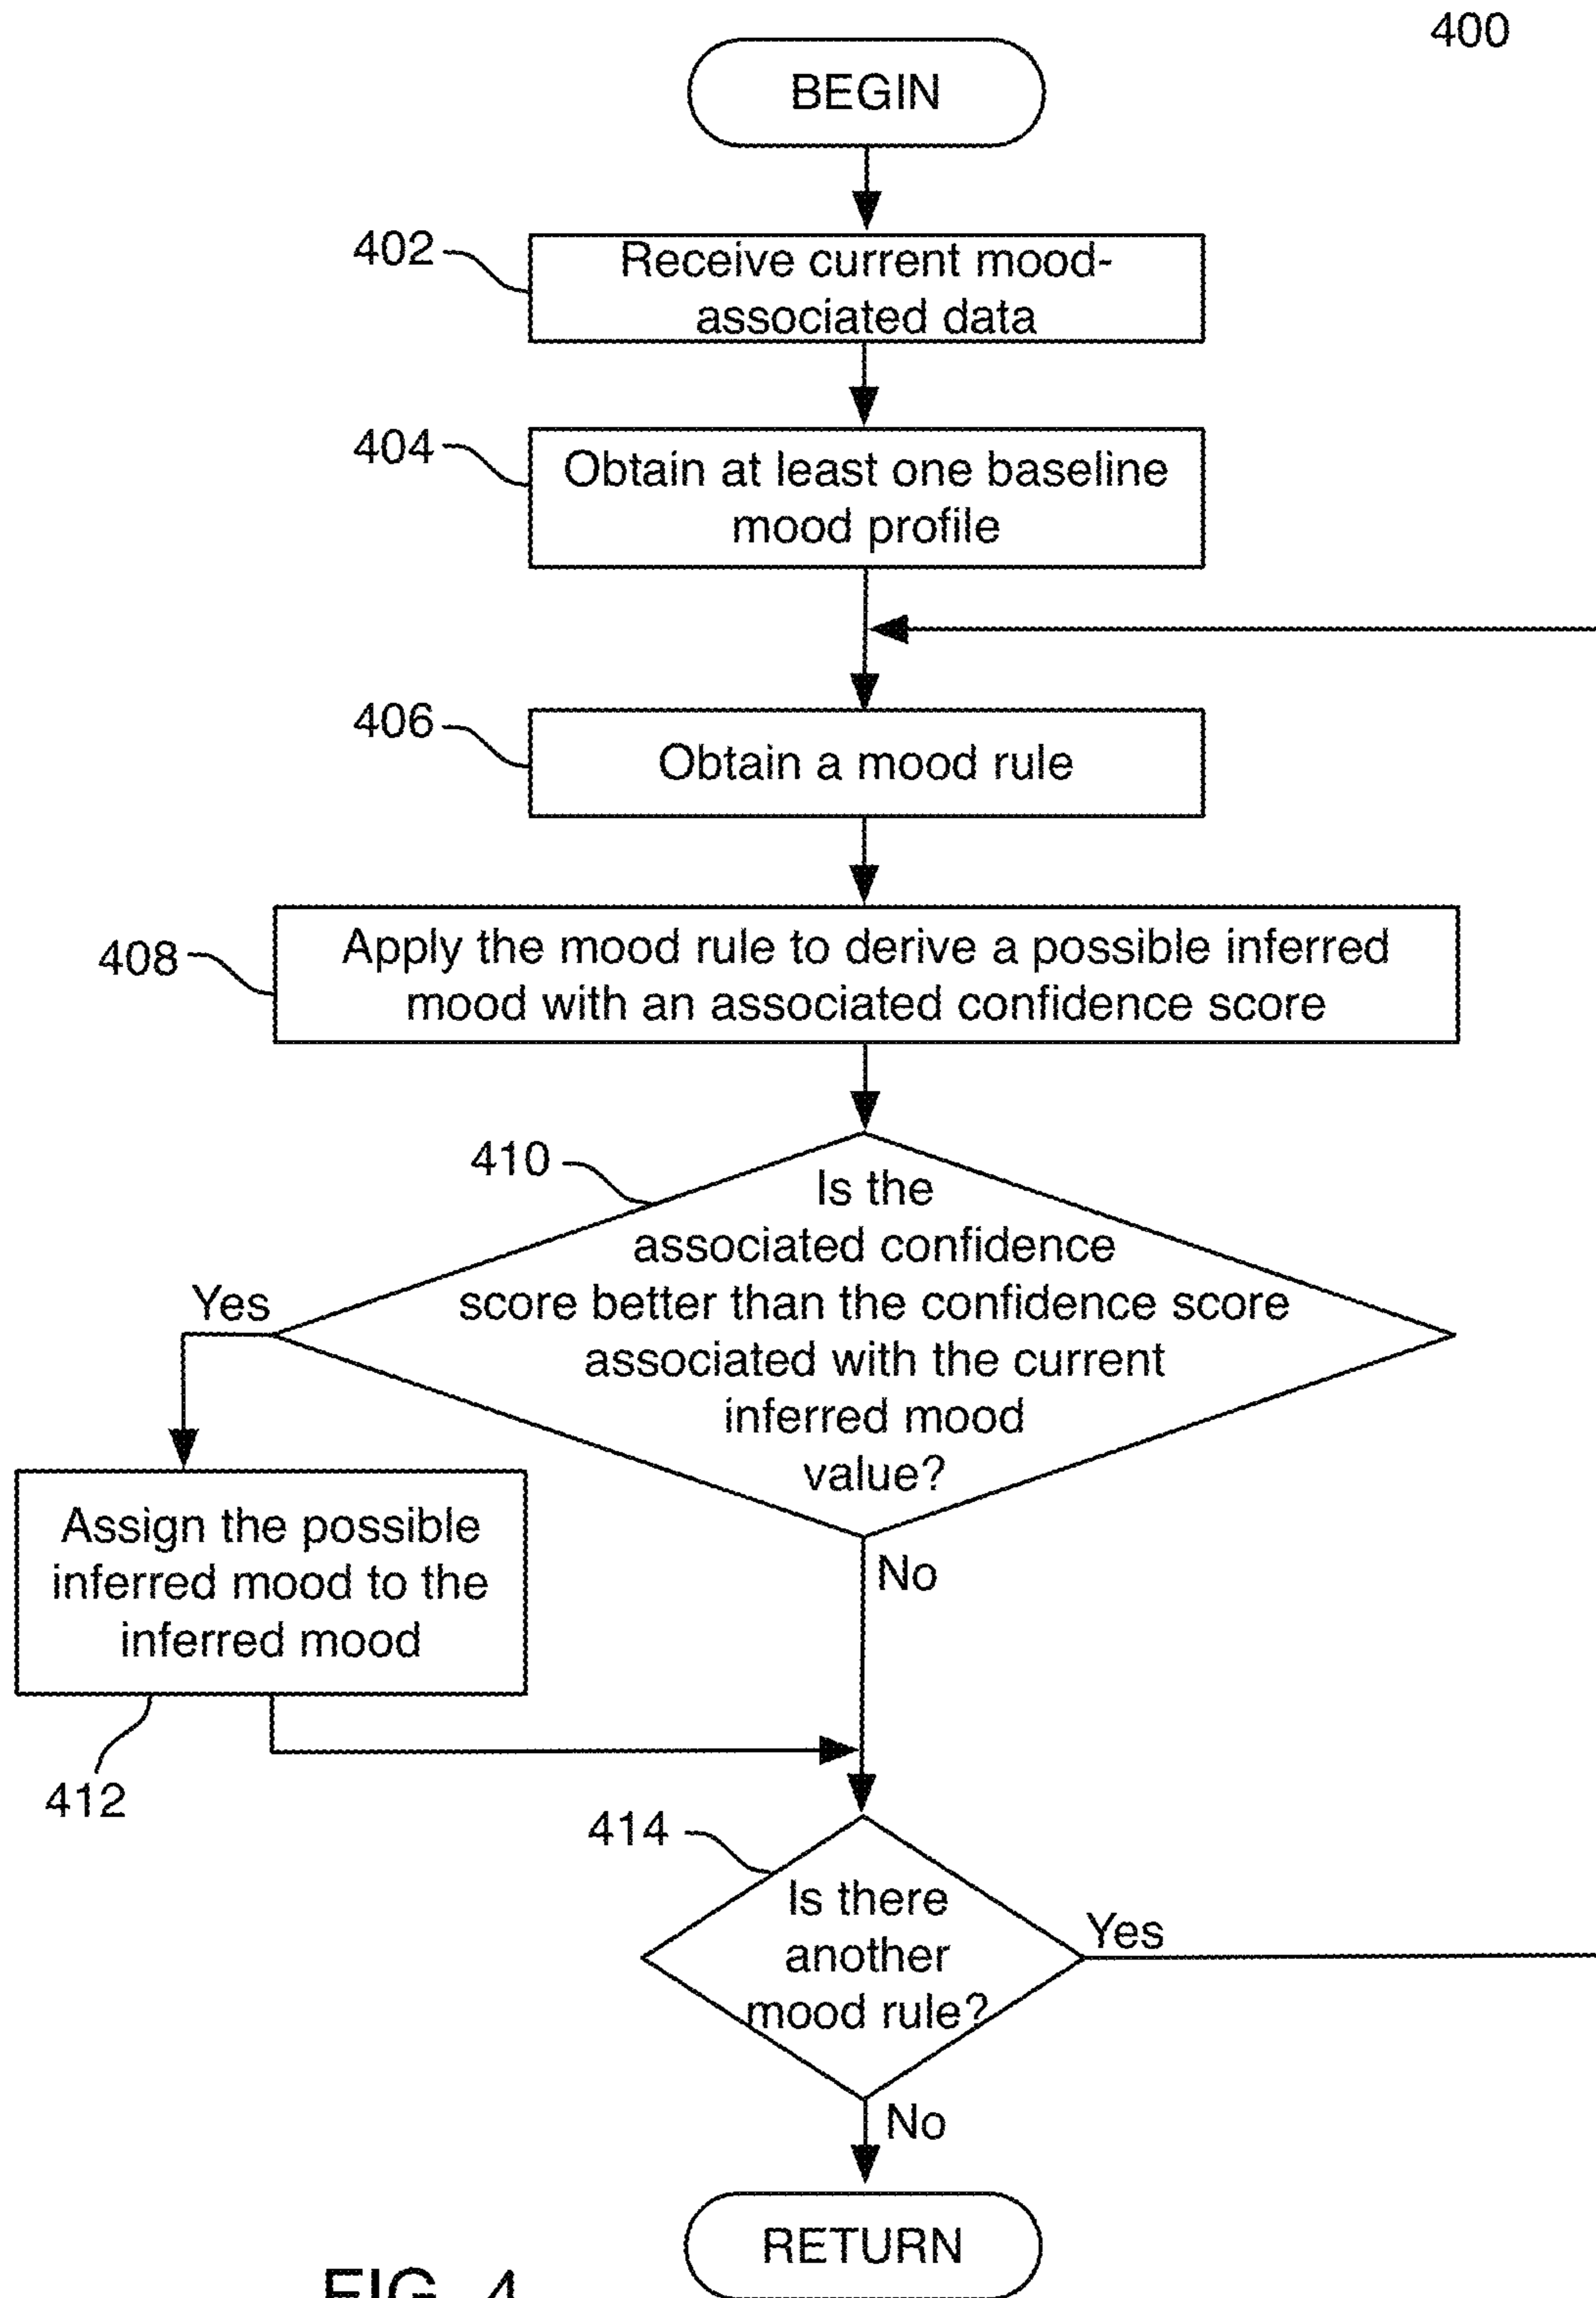 400
BEGIN
402
Receive current mood-
associated data
404
Obtain at least one baseline
mood profile
406
Obtain a mood rule
408
Apply the mood rule to derive a possible inferred
mood with an associated confidence score
410
Is the
associated confidence
score better than the confidence score
associated with the current
inferred mood
value?
Yes
No
Assign the possible
inferred mood to the
inferred mood
412
414
Is there
another
mood rule?
Yes
No
RETURN
FIG. 4